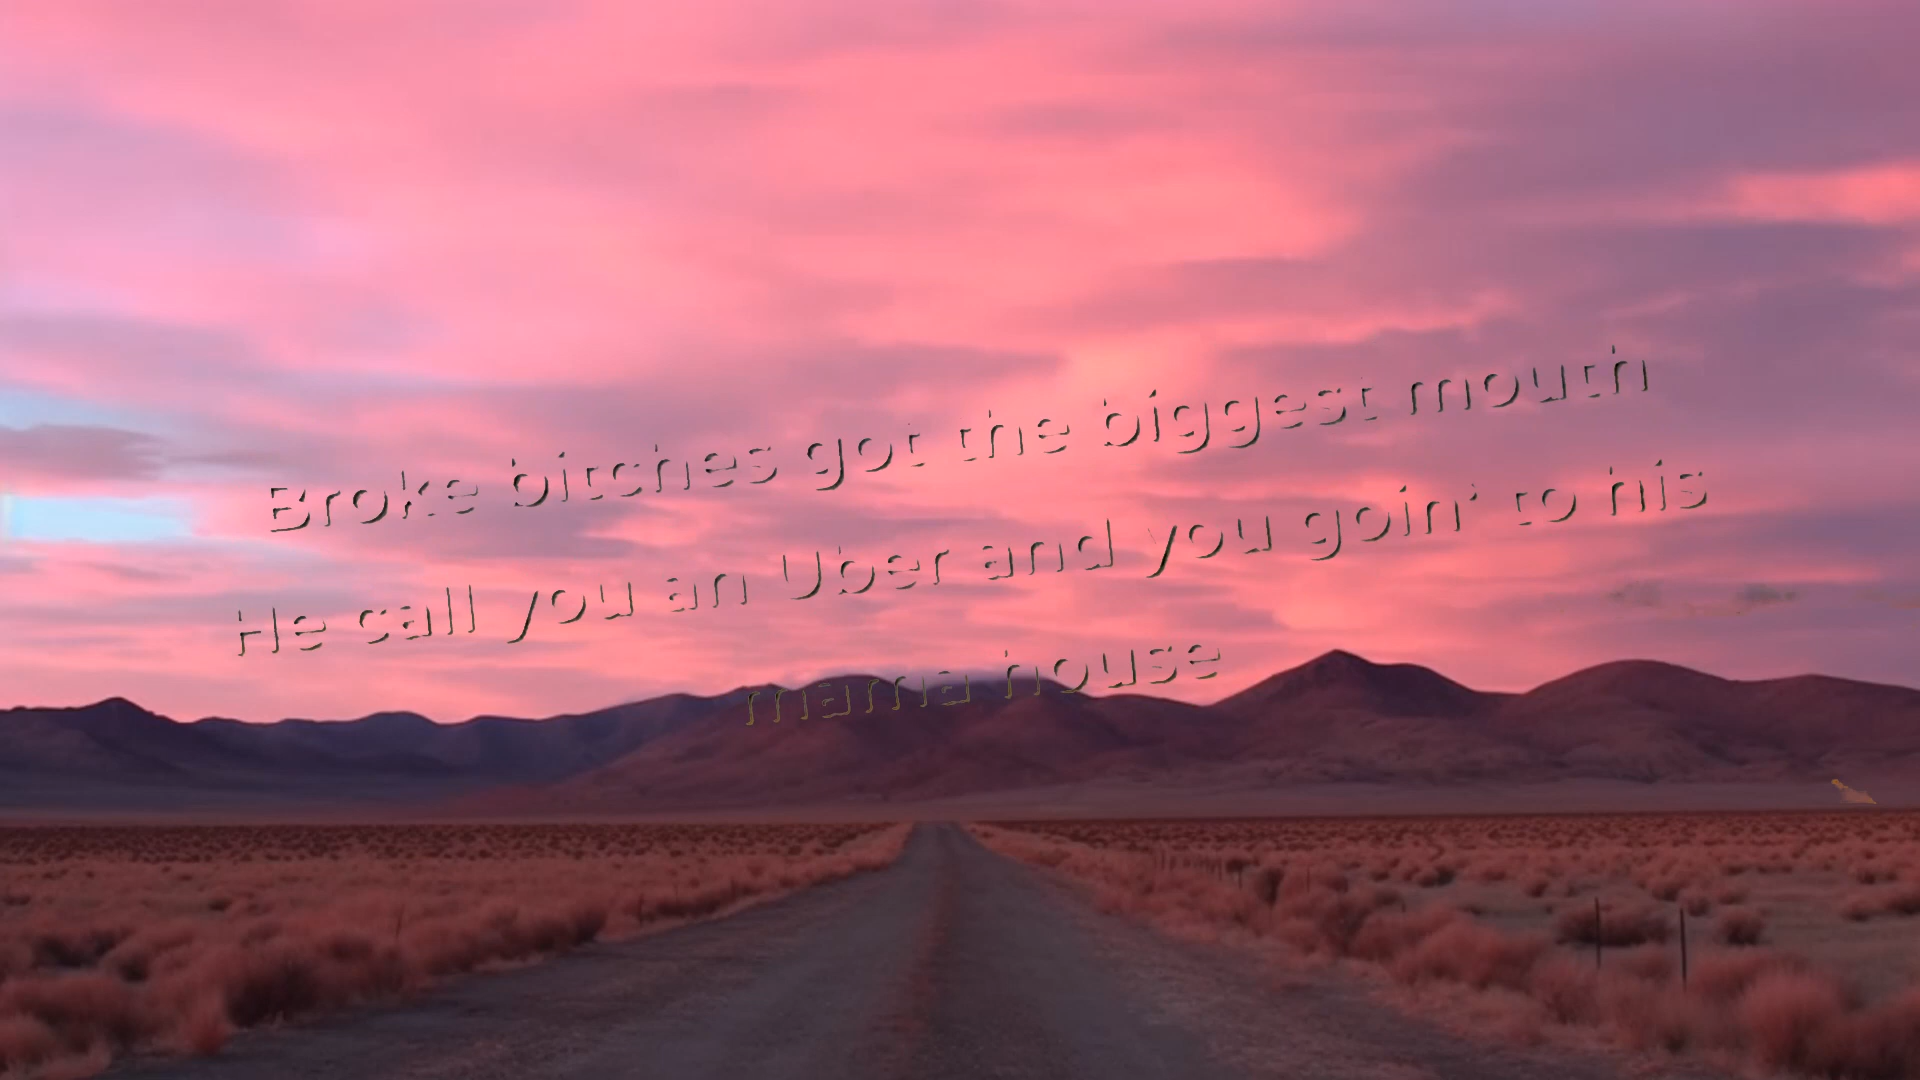 Broke bitches got the biggest mouth
He call you an Uber and you goin' to his
mama house